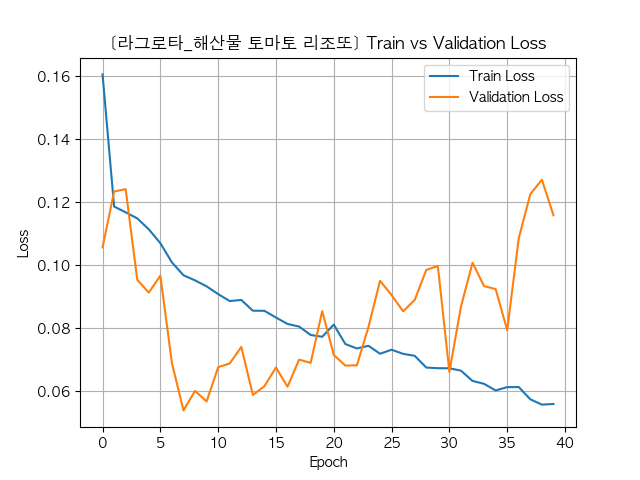 [라그로타_해산물 토마토 리조또] Train vs Validation Loss
Train Loss
Validation Loss
Loss
0.16
0.14
0.12
0.10
0.08
0.06
0 5 10 15 20 25 30 35 40
Epoch